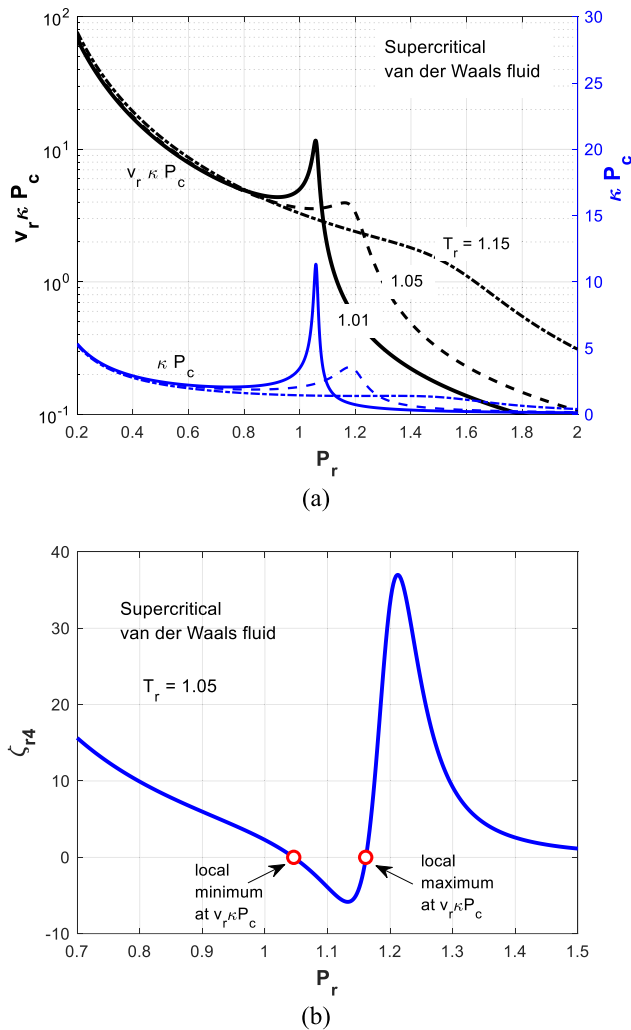 Supercritical
van der Waals fluid
v_r κ P_c
T_r = 1.15
1.05
1.01
κ P_c
10^2
10^1
10^0
10^-1
v_r κ P_c
30
25
20
15
10
5
0
κ P_c
0.2 0.4 0.6 0.8 1 1.2 1.4 1.6 1.8 2
P_r
(a)
Supercritical
van der Waals fluid
T_r = 1.05
40
30
20
10
0
-10
ζ_r4
local
minimum
at v_r κP_c
local
maximum
at v_r κP_c
0.7 0.8 0.9 1 1.1 1.2 1.3 1.4 1.5
P_r
(b)